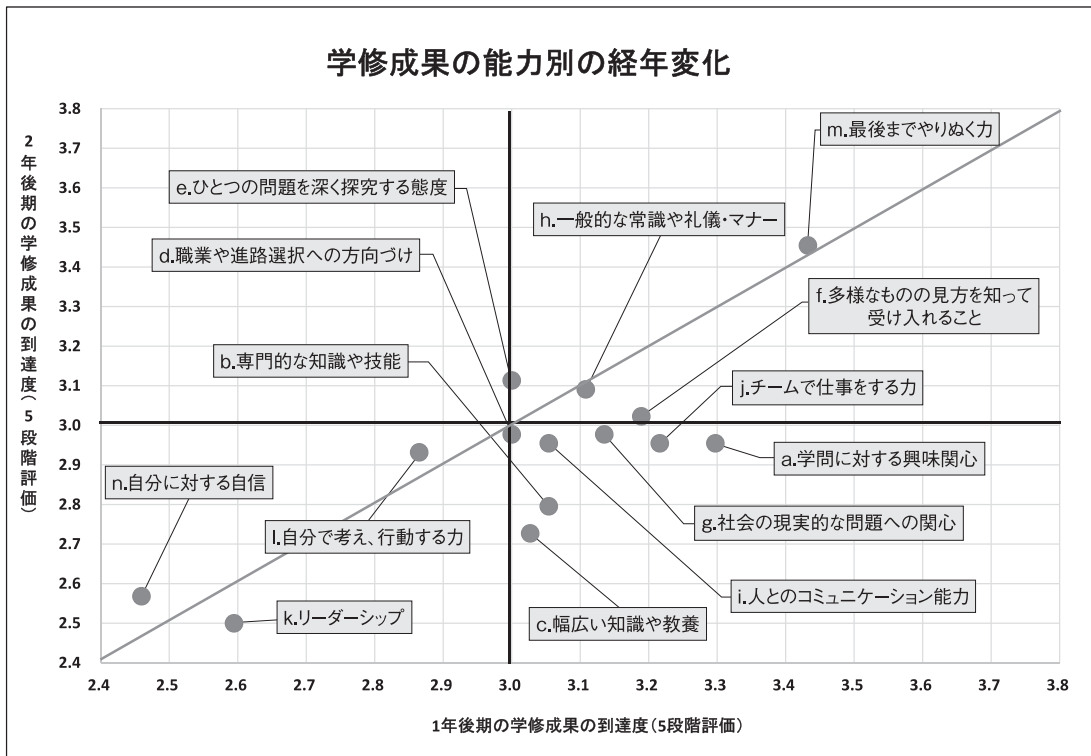 学修成果の能力別の経年変化
2年後期の学修成果の到達度(5段階評価)
3.8
3.7
3.6
3.5
3.4
3.3
3.2
3.1
3.0
2.9
2.8
2.7
2.6
2.5
2.4
m.最後までやりぬく力
e.ひとつの問題を深く探究する態度
h.一般的な常識や礼儀・マナー
d.職業や進路選択への方向づけ
f.多様なものの見方を知って
受け入れること
b.専門的な知識や技能
j.チームで仕事をする力
a.学問に対する興味関心
n.自分に対する自信
g.社会の現実的な問題への関心
l.自分で考え、行動する力
i.人とのコミュニケーション能力
k.リーダーシップ
c.幅広い知識や教養
2.4 2.5 2.6 2.7 2.8 2.9 3.0 3.1 3.2 3.3 3.4 3.5 3.6 3.7 3.8
1年後期の学修成果の到達度(5段階評価)